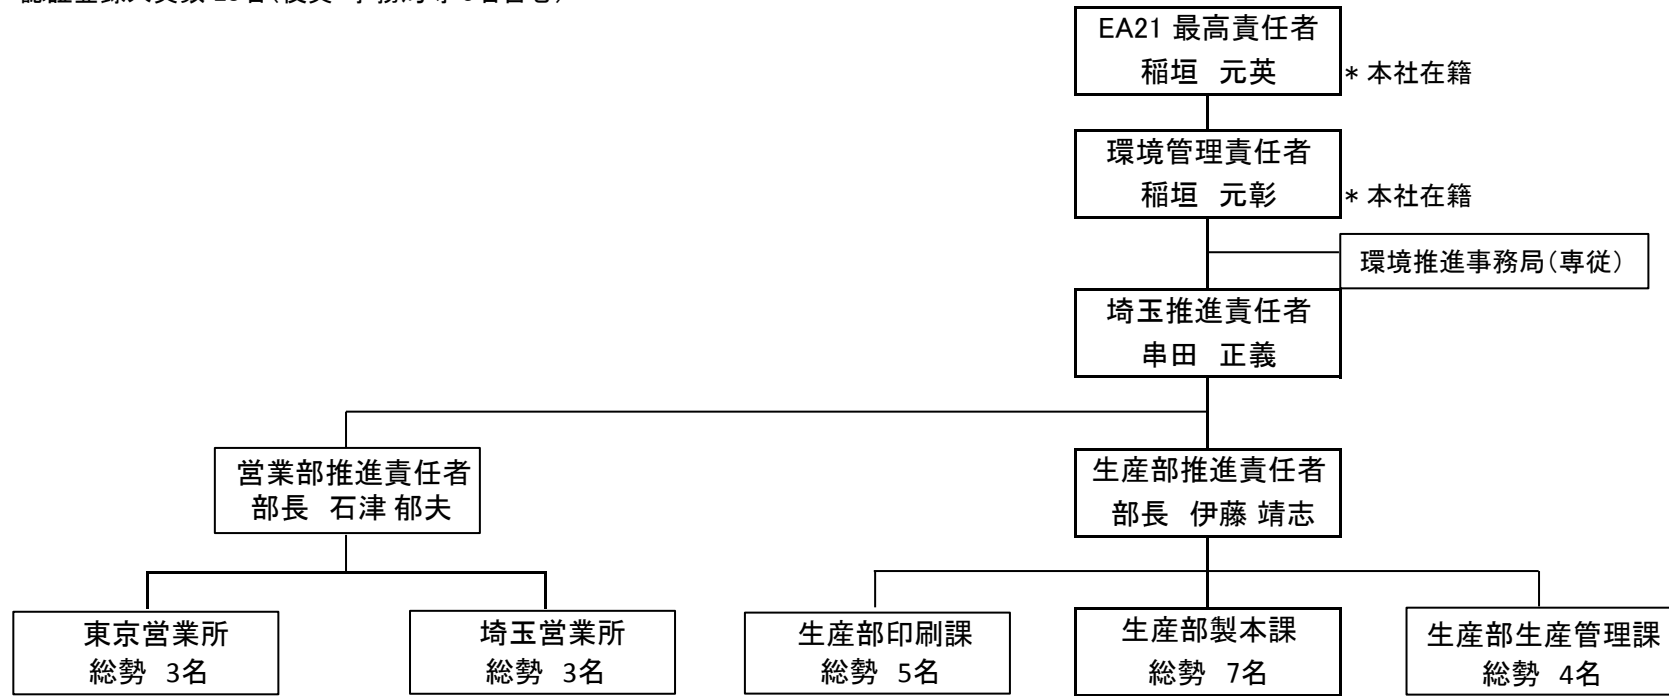 EA21 最高責任者
稲垣 元英
* 本社在籍
環境管理責任者
稲垣 元彰
* 本社在籍
環境推進事務局(専従)
埼玉推進責任者
串田 正義
営業部推進責任者
部長 石津 郁夫
生産部推進責任者
部長 伊藤 靖志
東京営業所
総勢 3名
埼玉営業所
総勢 3名
生産部印刷課
総勢 5名
生産部製本課
総勢 7名
生産部生産管理課
総勢 4名